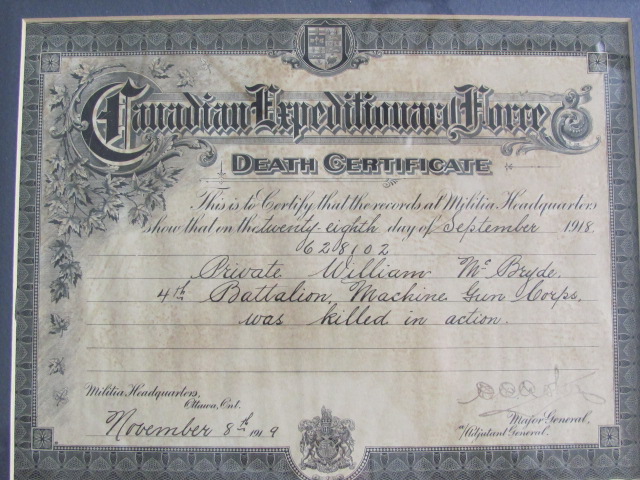 Canadian Expeditionary Force
DEATH CERTIFICATE
This is to Certify that the records at Militia Headquarters
show that on the twenty-eighth day of September 1918.
628102
Private William McBryde.
4th Battalion, Machine Gun Corps,
was killed in action.
Militia Headquarters,
Ottawa, Ont.
November 8th 1919
Major General,
Adjutant General.